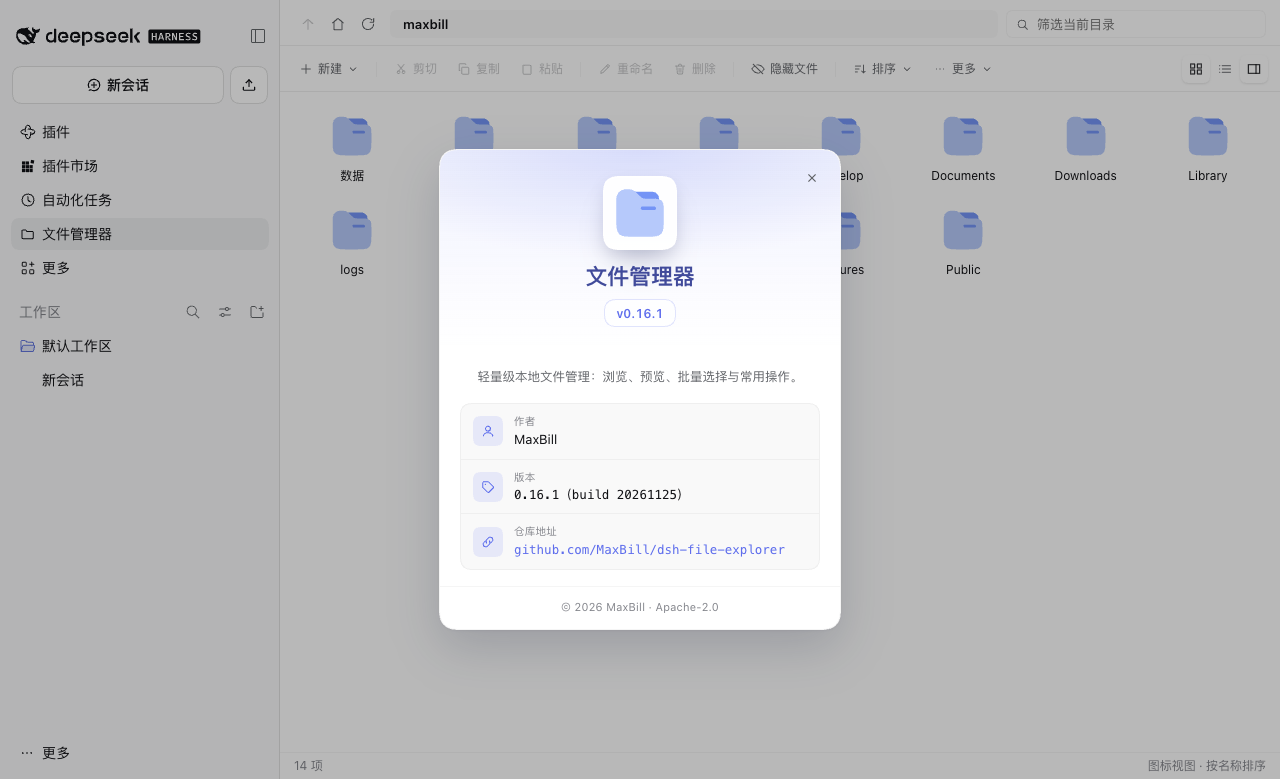 deepseek HARNESS
新会话
插件
插件市场
自动化任务
文件管理器
更多
工作区
默认工作区
新会话
更多
maxbill
筛选当前目录
新建
剪切
复制
粘贴
重命名
删除
隐藏文件
排序
更多
数据
elop
Documents
Downloads
Library
logs
ures
Public
文件管理器
v0.16.1
轻量级本地文件管理：浏览、预览、批量选择与常用操作。
作者
MaxBill
版本
0.16.1 (build 20261125)
仓库地址
github.com/MaxBill/dsh-file-explorer
© 2026 MaxBill · Apache-2.0
14 项
图标视图 · 按名称排序